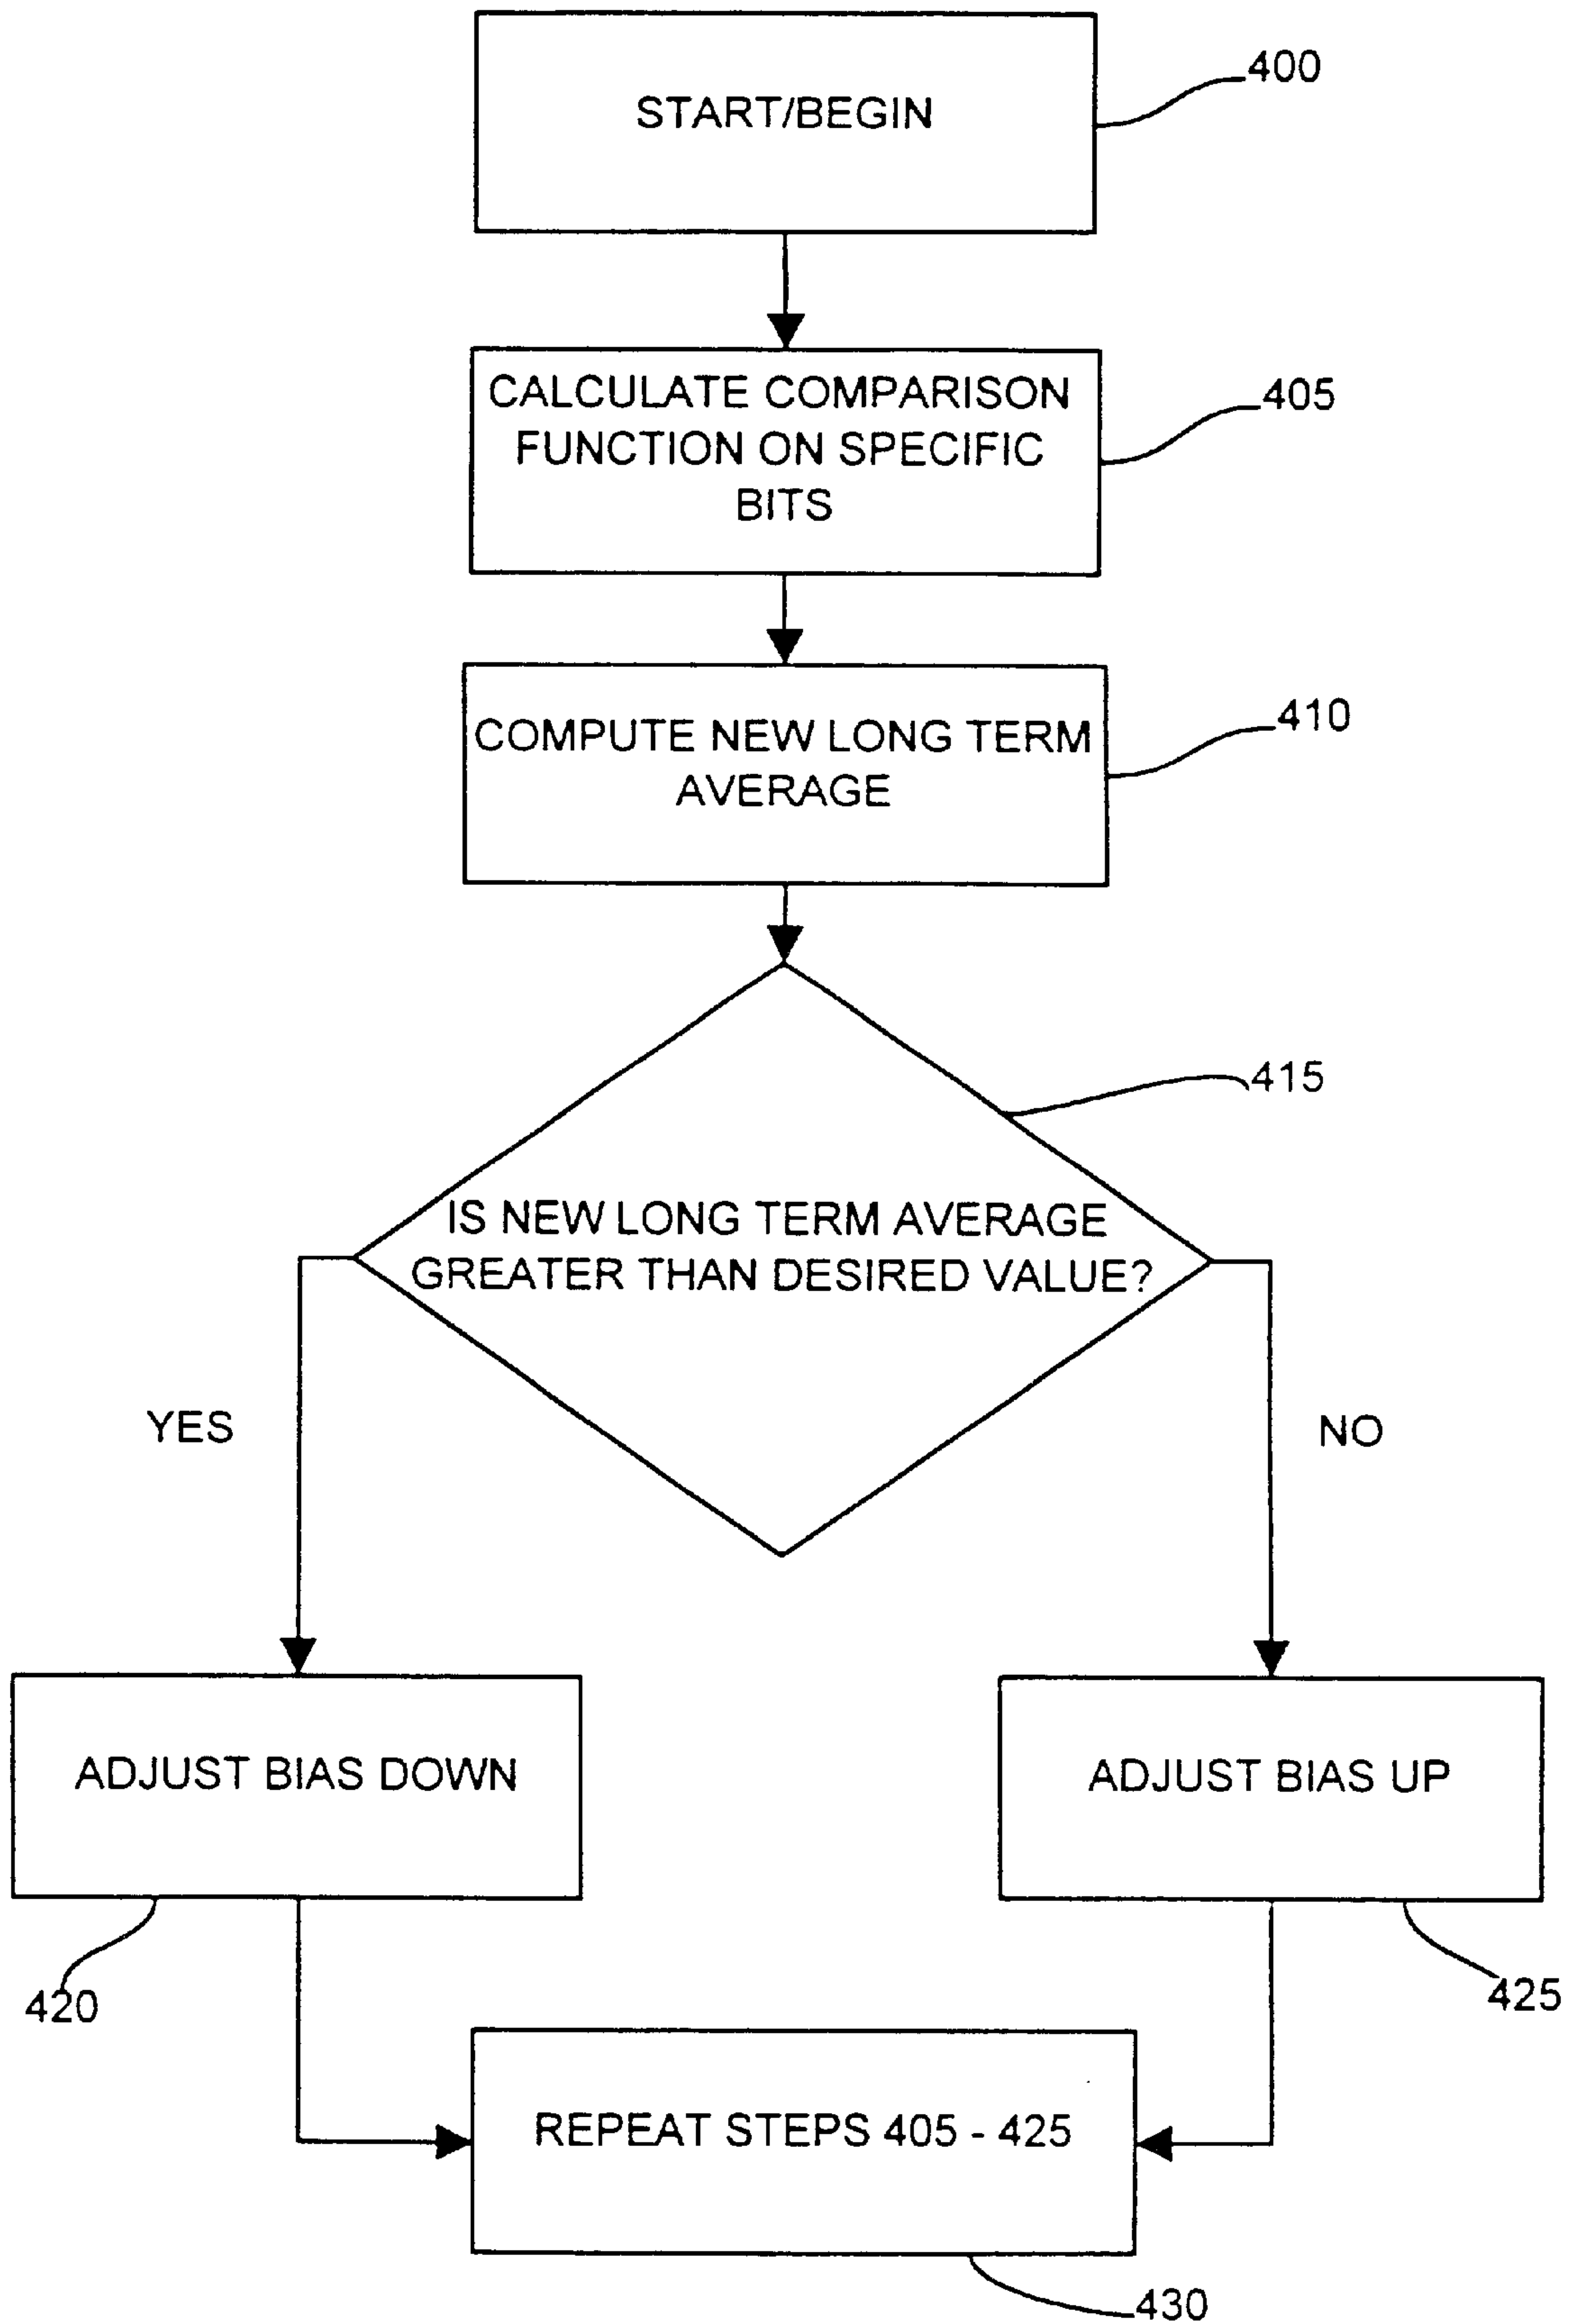 START/BEGIN
400
CALCULATE COMPARISON
FUNCTION ON SPECIFIC
BITS
405
COMPUTE NEW LONG TERM
AVERAGE
410
415
IS NEW LONG TERM AVERAGE
GREATER THAN DESIRED VALUE?
YES
NO
ADJUST BIAS DOWN
ADJUST BIAS UP
420
425
REPEAT STEPS 405 - 425
430